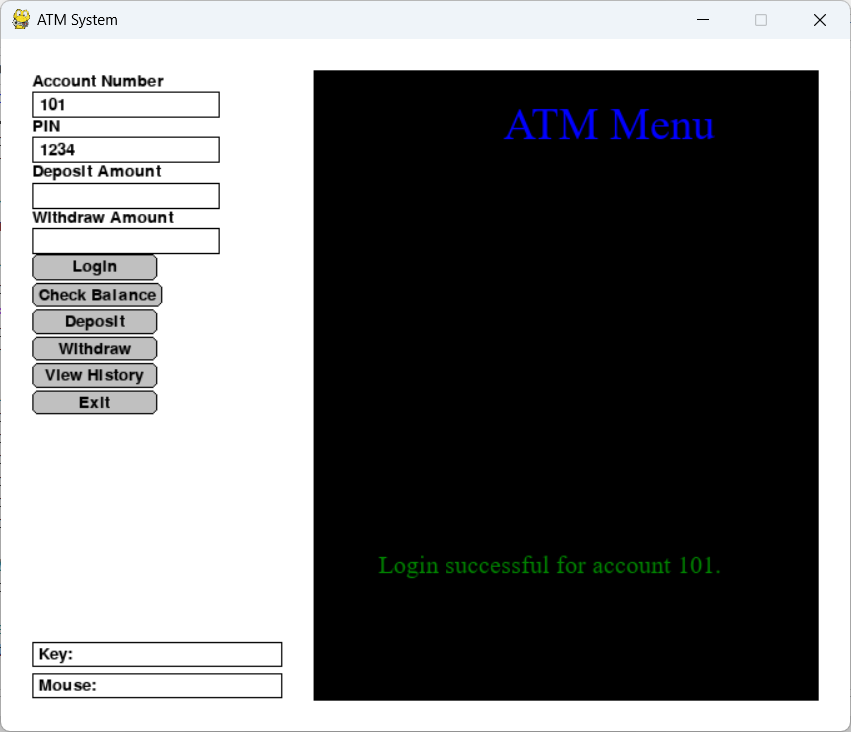 ATM System
Account Number
101
PIN
1234
Deposit Amount
Withdraw Amount
Login
Check Balance
Deposit
Withdraw
View History
Exit
Key:
Mouse:
ATM Menu
Login successful for account 101.